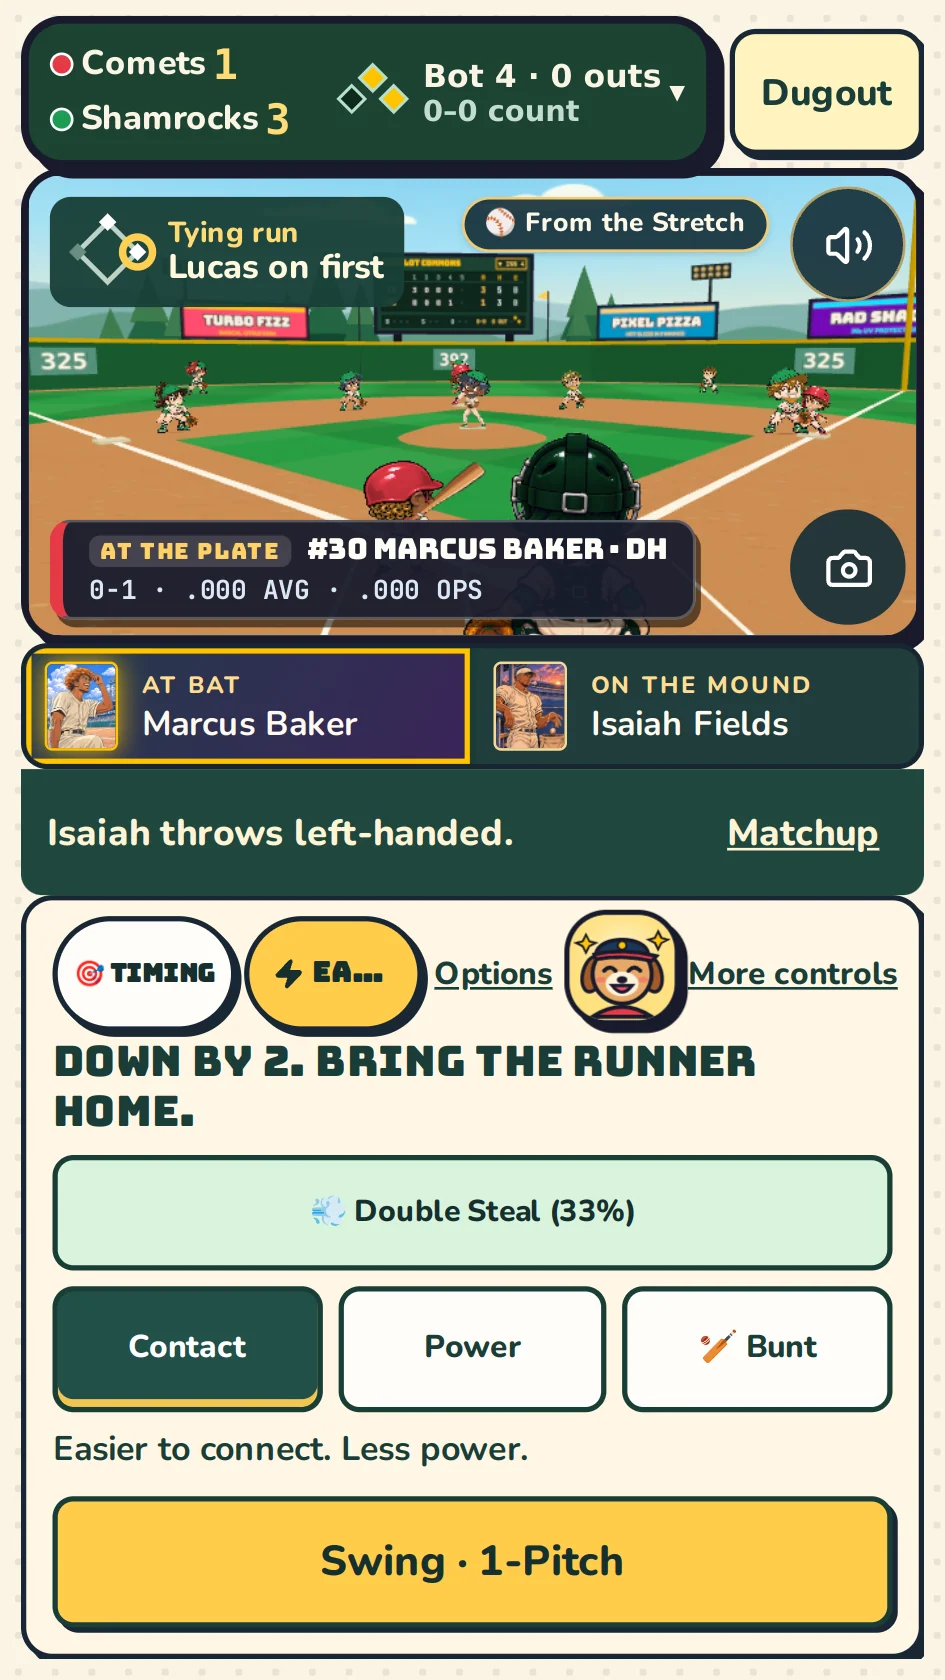 Comets 1
Shamrocks 3
Bot 4 · 0 outs ▼
0-0 count
Dugout
Tying run
Lucas on first
From the Stretch
TURBO FIZZ
PIXEL PIZZA
RAD SHA
325
392
325
AT THE PLATE #30 MARCUS BAKER · DH
0-1 · .000 AVG · .000 OPS
AT BAT
Marcus Baker
ON THE MOUND
Isaiah Fields
Isaiah throws left-handed.
Matchup
TIMING
EA...
Options
More controls
DOWN BY 2. BRING THE RUNNER
HOME.
Double Steal (33%)
Contact
Power
Bunt
Easier to connect. Less power.
Swing · 1-Pitch